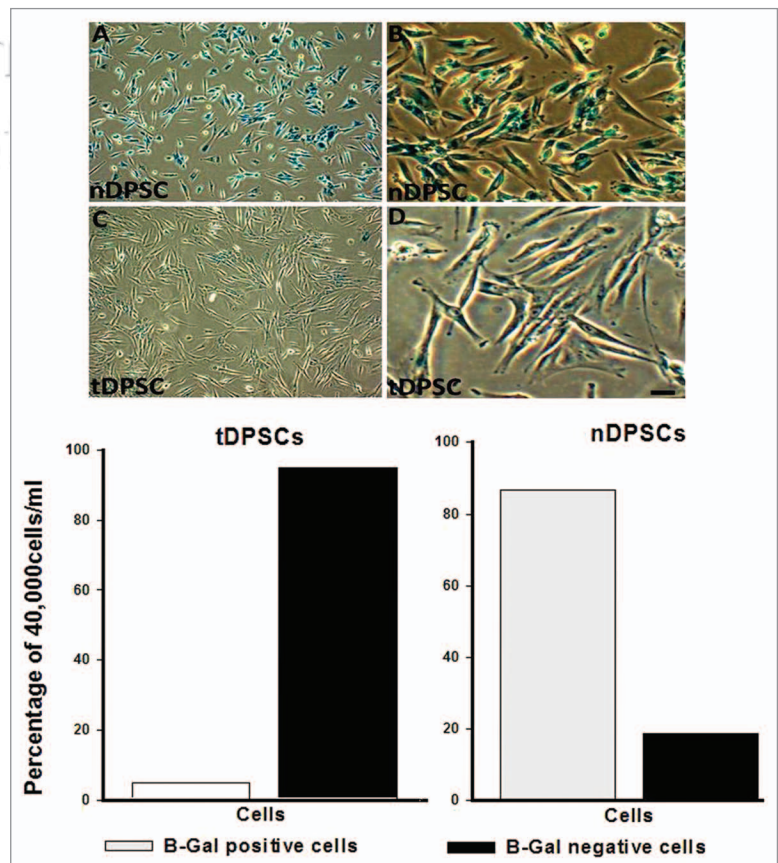 A
nDPSC
B
nDPSC
C
tDPSC
D
tDPSC
tDPSCs
nDPSCs
Percentage of 40,000cells/ml
100
80
60
40
20
0
Cells
100
80
60
40
20
0
Cells
B-Gal positive cells
B-Gal negative cells